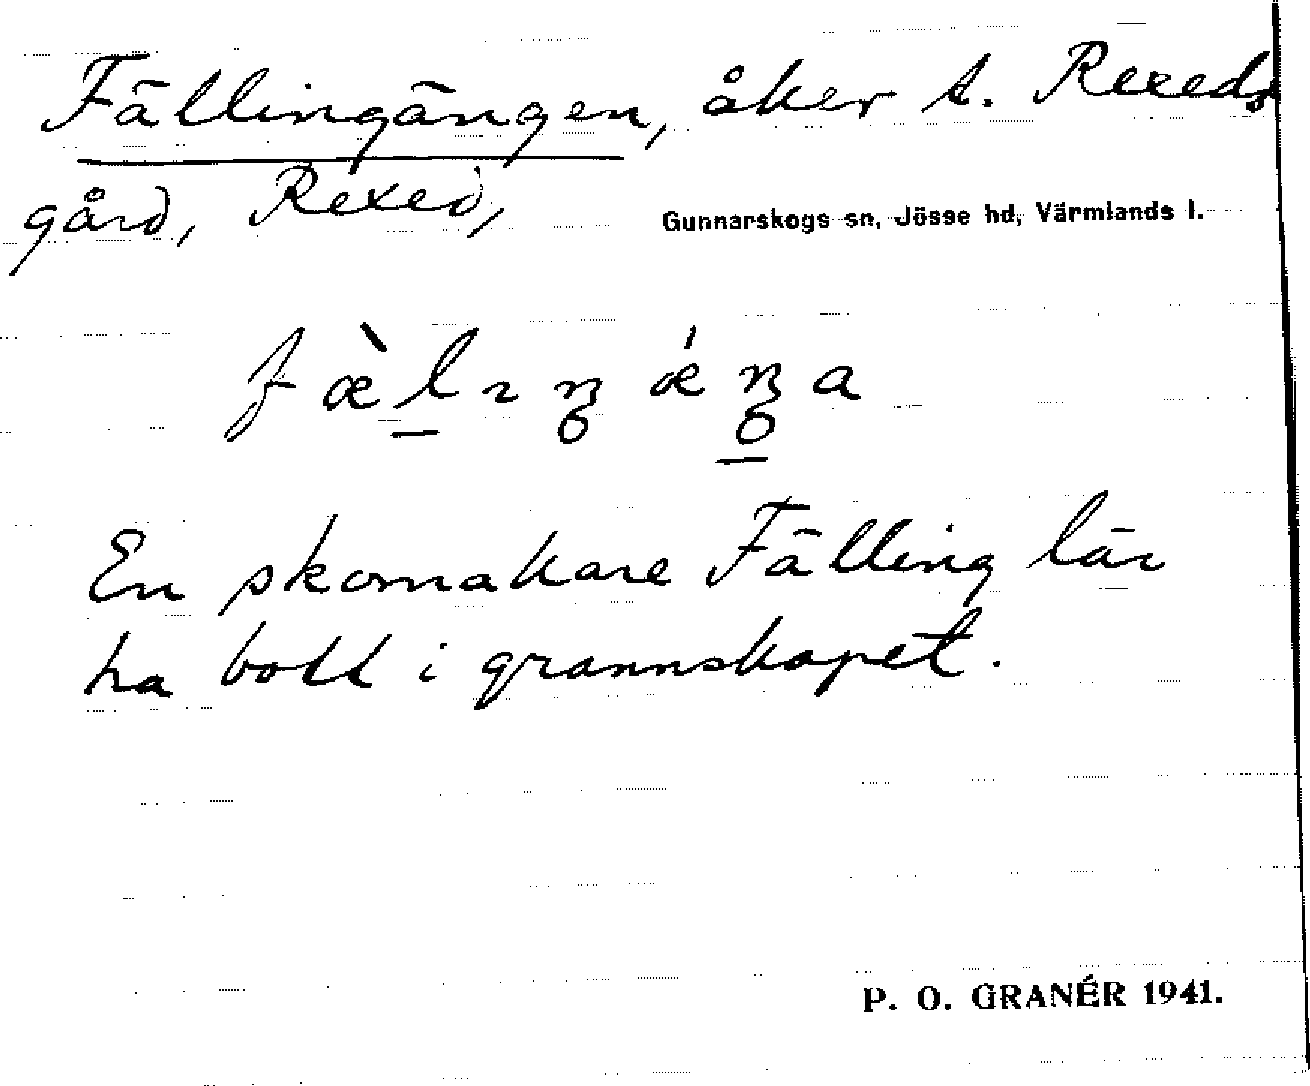 Fällingängen, åker t. Rexeds
gård, Rexed,
Gunnarskogs sn, Jösse hd, Värmlands l.
En skomakare Fälling lär
ha bott i grannskapet.
P. O. GRANÉR 1941.